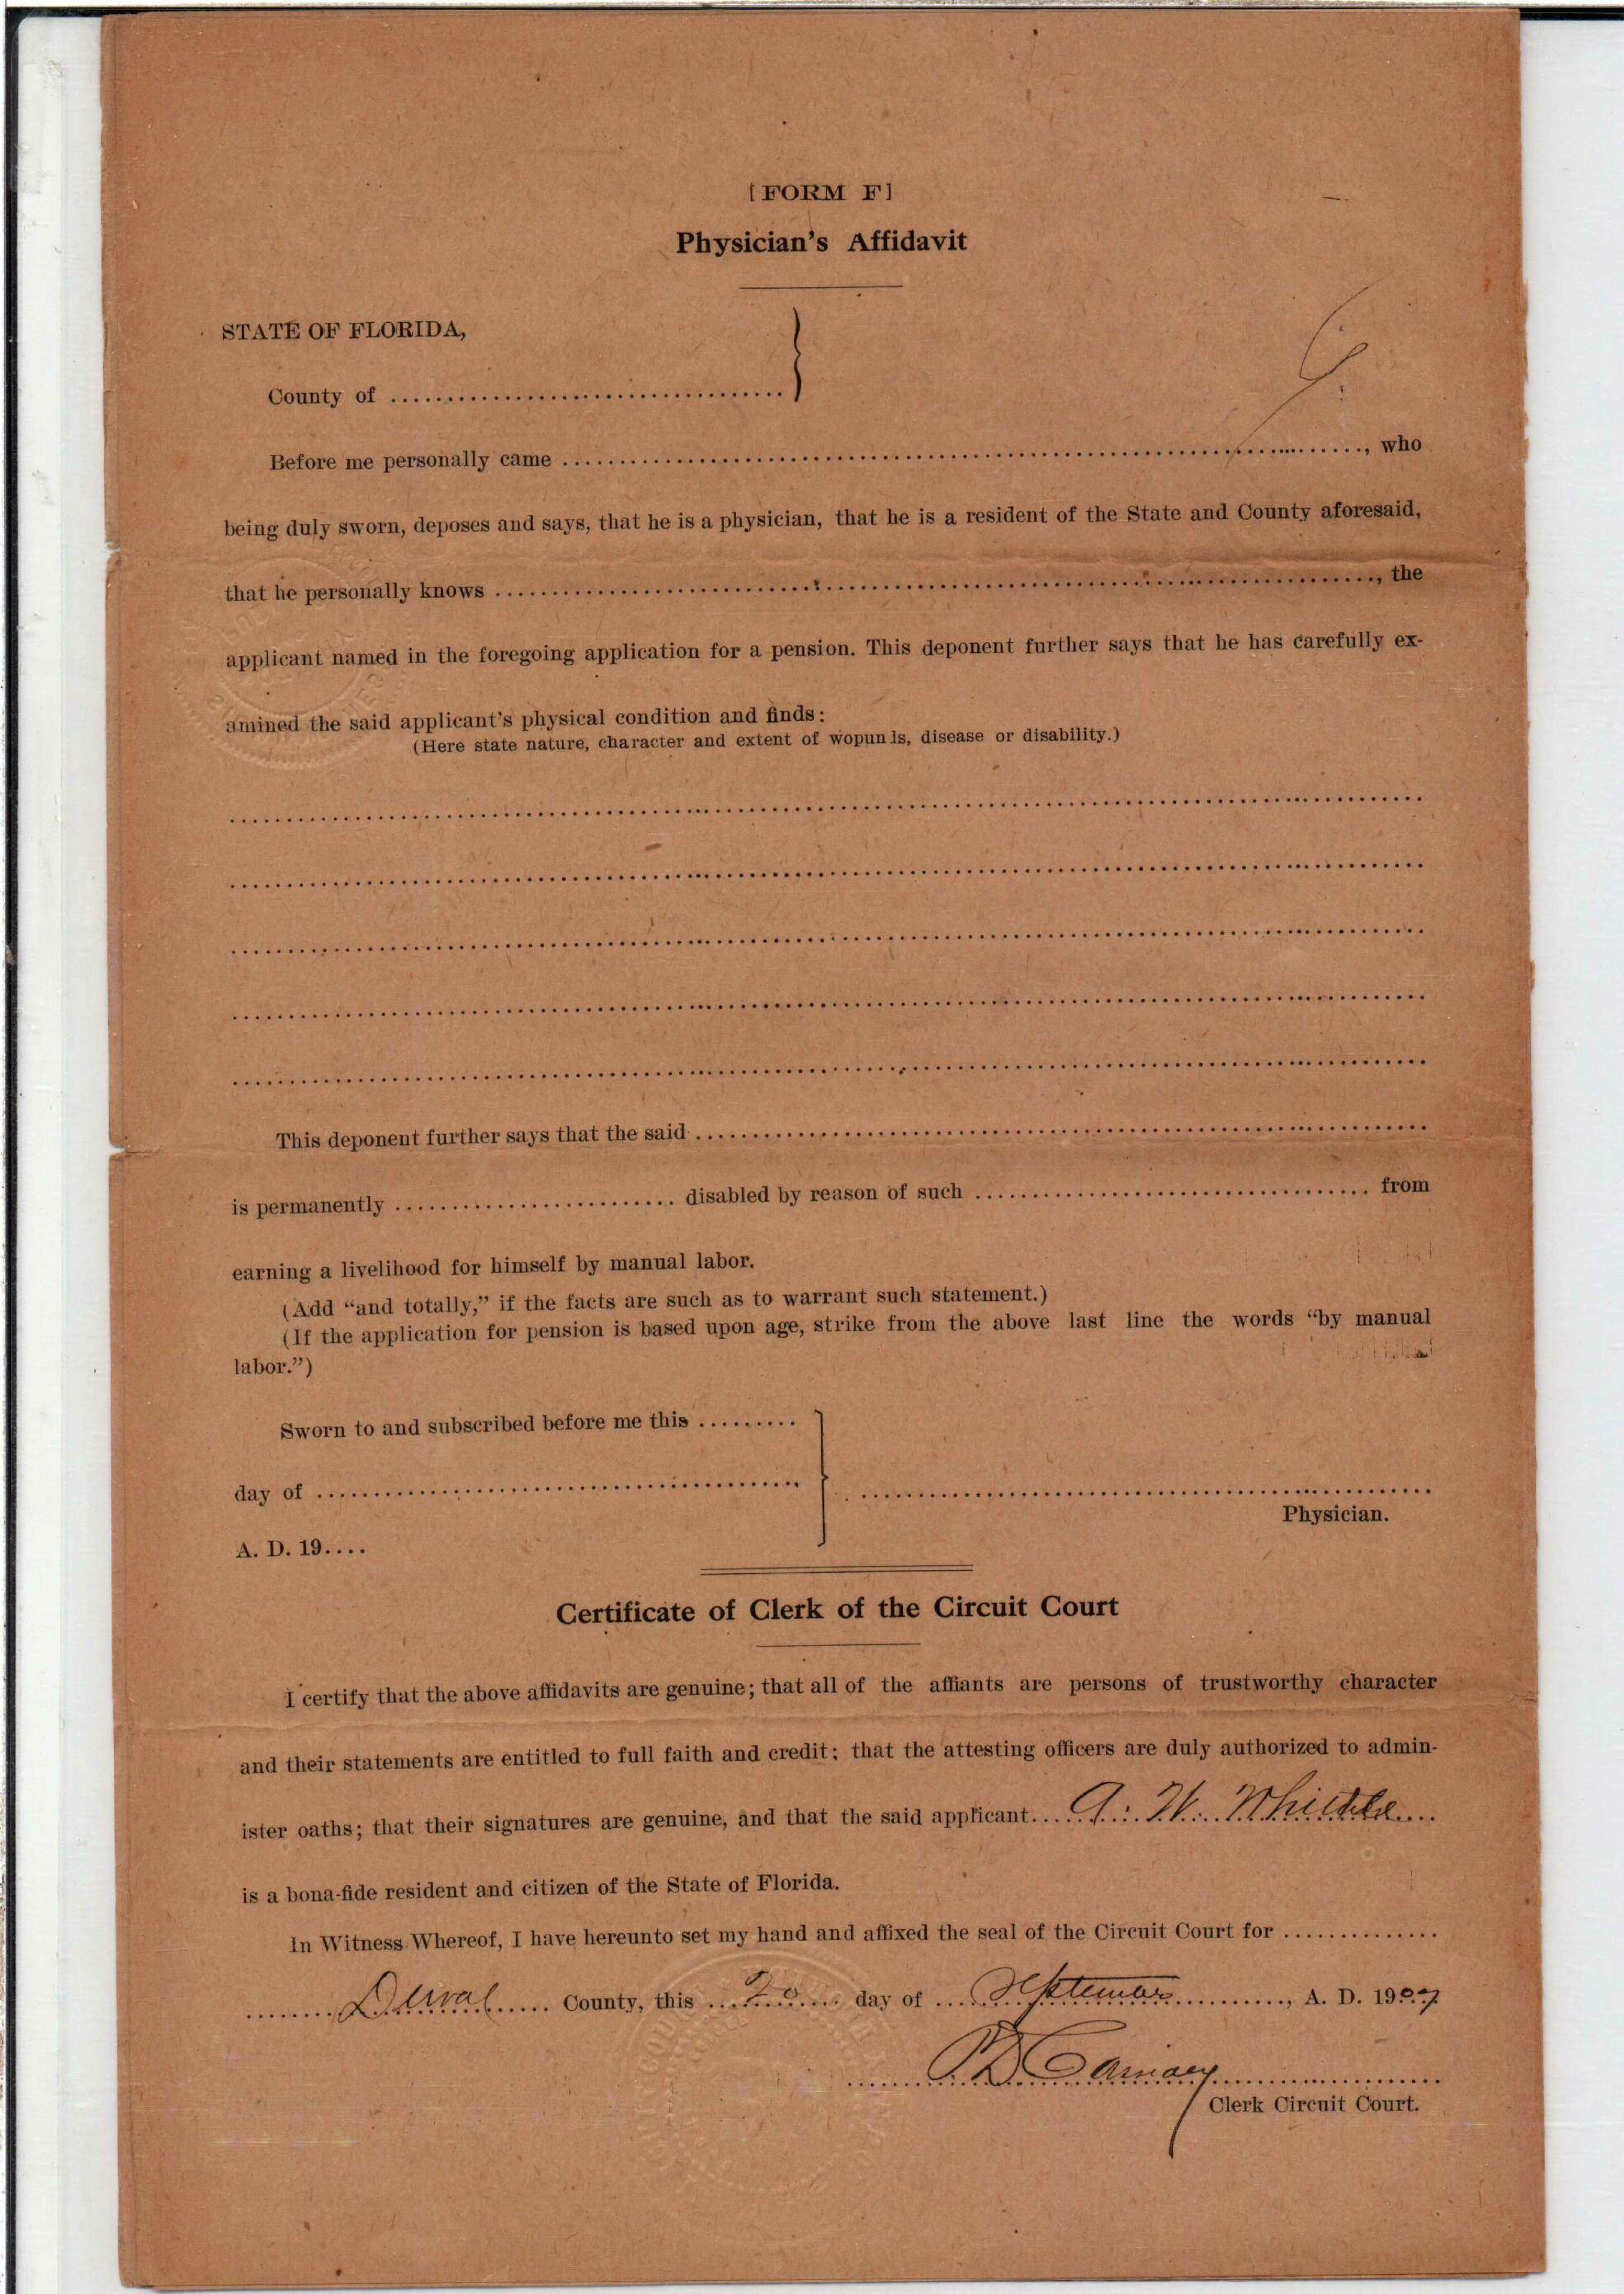 [FORM F]
Physician's Affidavit
STATE OF FLORIDA,
County of ........................................
Before me personally came ........................................, who
being duly sworn, deposes and says, that he is a physician, that he is a resident of the State and County aforesaid,
that he personally knows ........................................, the
applicant named in the foregoing application for a pension. This deponent further says that he has carefully ex-
amined the said applicant's physical condition and finds:
(Here state nature, character and extent of wopunls, disease or disability.)
This deponent further says that the said ........................................
is permanently ............................ disabled by reason of such ........................................ from
earning a livelihood for himself by manual labor.
(Add "and totally," if the facts are such as to warrant such statement.)
(If the application for pension is based upon age, strike from the above last line the words "by manual
labor.")
Sworn to and subscribed before me this .........
day of ........................................
Physician.
A. D. 19....
Certificate of Clerk of the Circuit Court
I certify that the above affidavits are genuine; that all of the affiants are persons of trustworthy character
and their statements are entitled to full faith and credit; that the attesting officers are duly authorized to admin-
ister oaths; that their signatures are genuine, and that the said applicant....
is a bona-fide resident and citizen of the State of Florida.
In Witness Whereof, I have hereunto set my hand and affixed the seal of the Circuit Court for ..............
Duval County, this 20 day of September, A. D. 1907
Clerk Circuit Court.